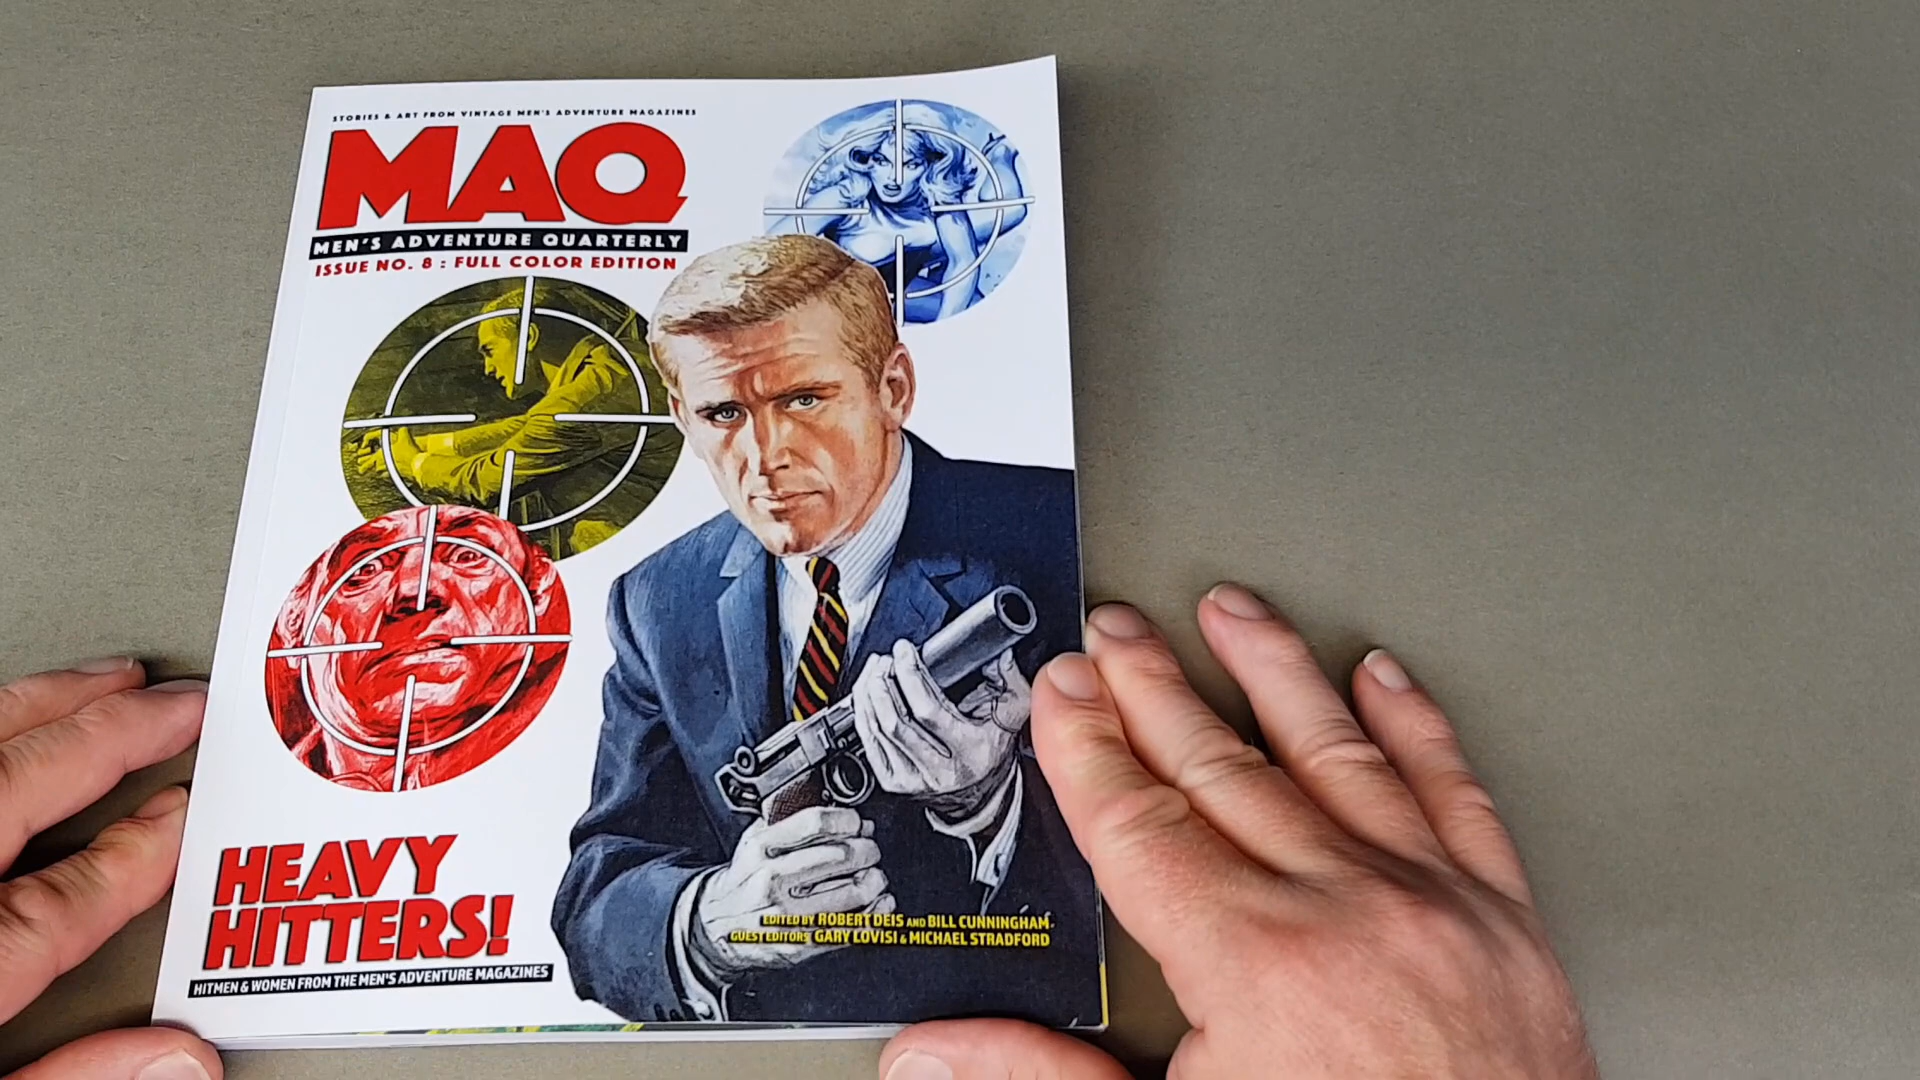 STORIES & ART FROM VINTAGE MEN'S ADVENTURE MAGAZINES
MAQ
MEN'S ADVENTURE QUARTERLY
ISSUE NO. 8 : FULL COLOR EDITION
HEAVY
HITTERS!
HITMEN & WOMEN FROM THE MEN'S ADVENTURE MAGAZINES
EDITED BY ROBERT DEIS AND BILL CUNNINGHAM
GUEST EDITORS GARY LOVISI & MICHAEL STRADFORD